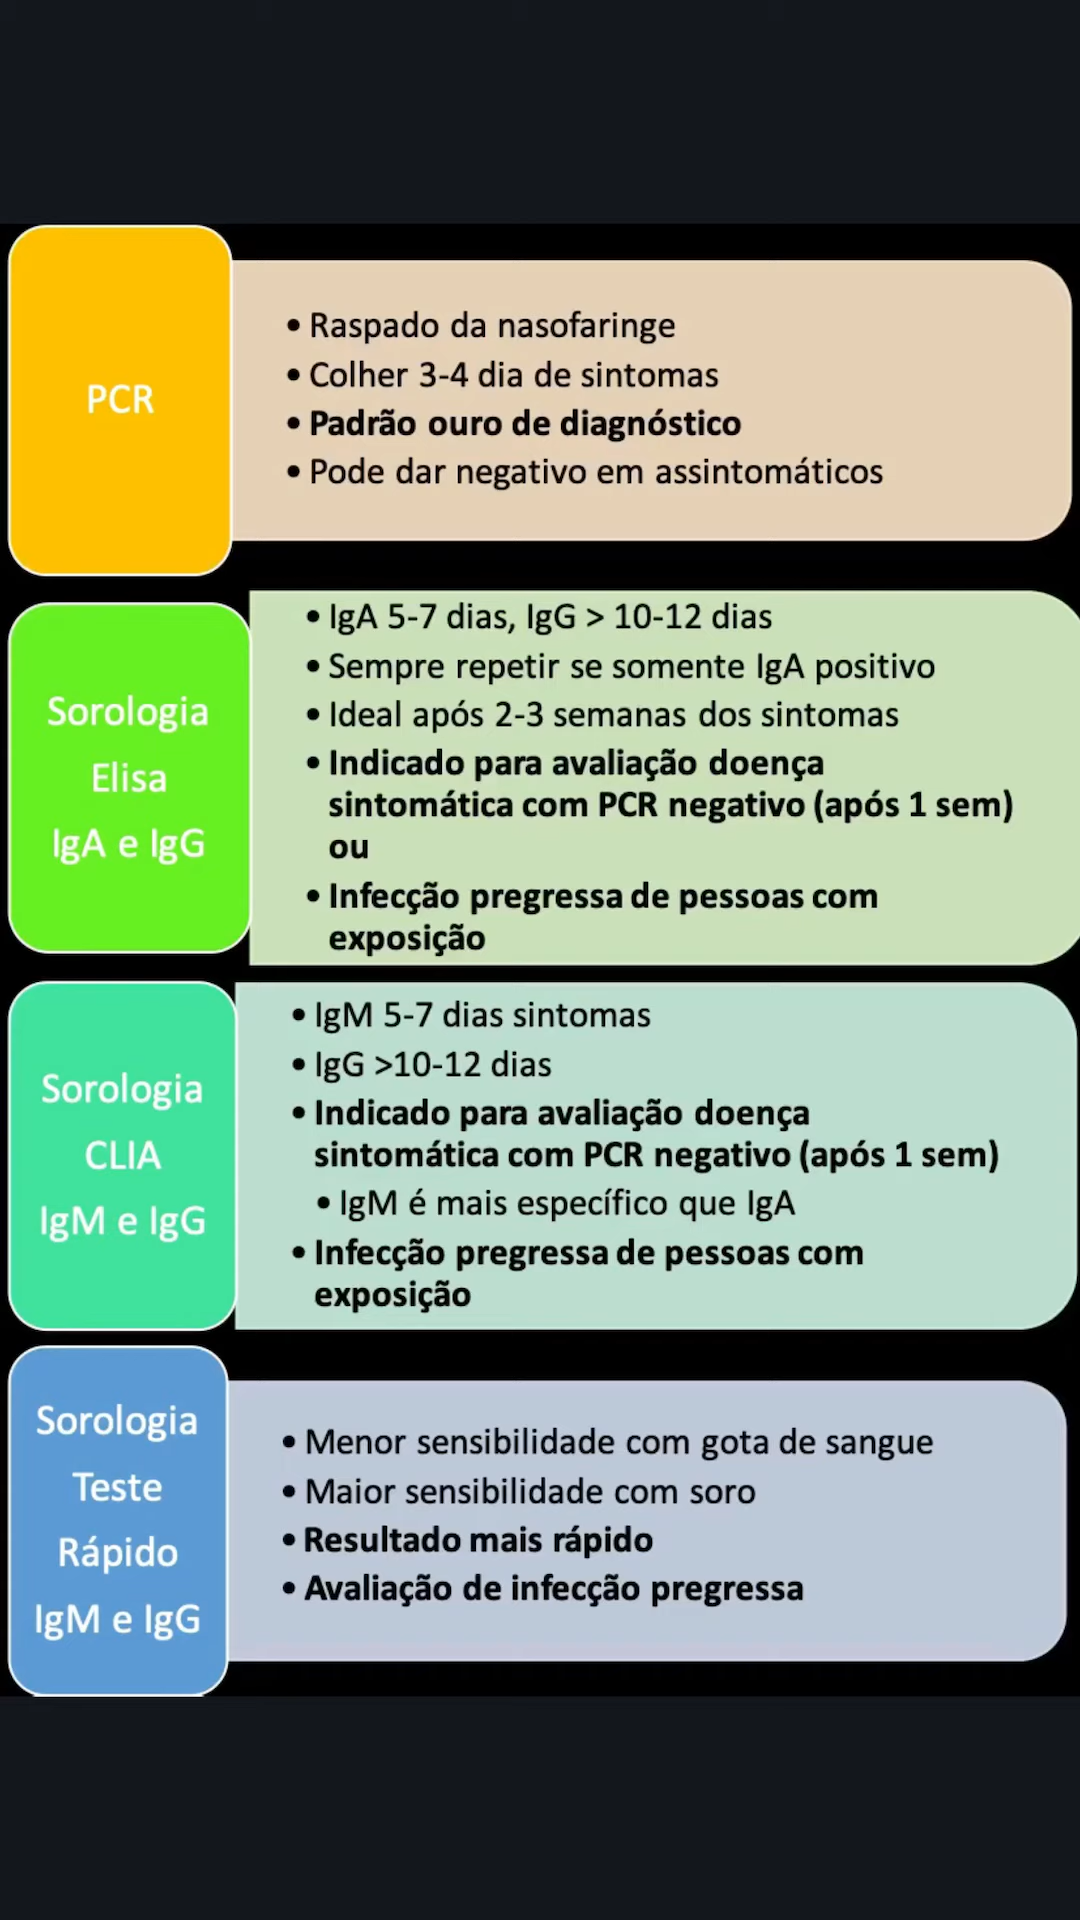 PCR
• Raspado da nasofaringe
• Colher 3-4 dia de sintomas
• Padrão ouro de diagnóstico
• Pode dar negativo em assintomáticos
Sorologia
Elisa
IgA e IgG
• IgA 5-7 dias, IgG > 10-12 dias
• Sempre repetir se somente IgA positivo
• Ideal após 2-3 semanas dos sintomas
• Indicado para avaliação doença
sintomática com PCR negativo (após 1 sem)
ou
• Infecção pregressa de pessoas com
exposição
Sorologia
CLIA
IgM e IgG
• IgM 5-7 dias sintomas
• IgG >10-12 dias
• Indicado para avaliação doença
sintomática com PCR negativo (após 1 sem)
• IgM é mais específico que IgA
• Infecção pregressa de pessoas com
exposição
Sorologia
Teste
Rápido
IgM e IgG
• Menor sensibilidade com gota de sangue
• Maior sensibilidade com soro
• Resultado mais rápido
• Avaliação de infecção pregressa